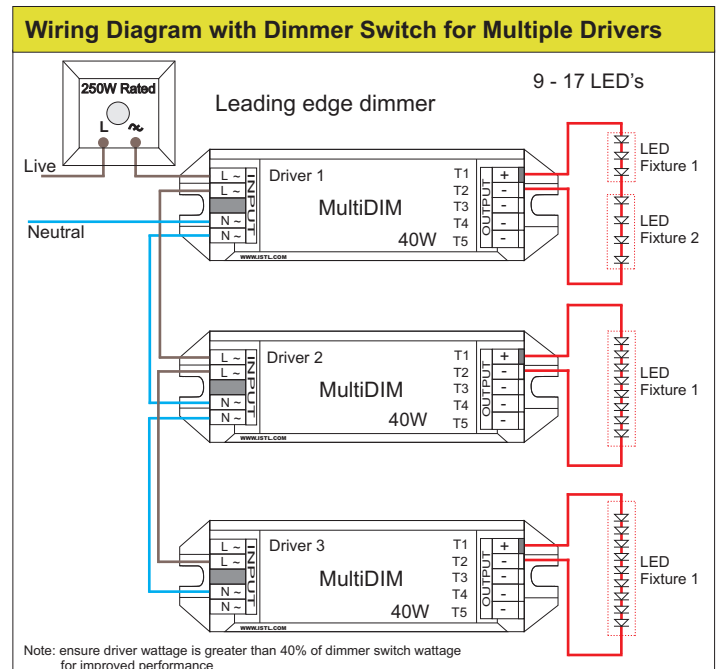 Wiring Diagram with Dimmer Switch for Multiple Drivers
250W Rated
L ~
Leading edge dimmer
9 - 17 LED's
Live
Neutral
L ~
L ~
N ~
N ~
INPUT
Driver 1
MultiDIM
40W
WWW.ISTL.COM
T1
T2
T3
T4
T5
OUTPUT
+
-
-
-
-
LED
Fixture 1
LED
Fixture 2
L ~
L ~
N ~
N ~
INPUT
Driver 2
MultiDIM
40W
WWW.ISTL.COM
T1
T2
T3
T4
T5
OUTPUT
+
-
-
-
-
LED
Fixture 1
L ~
L ~
N ~
N ~
INPUT
Driver 3
MultiDIM
40W
WWW.ISTL.COM
T1
T2
T3
T4
T5
OUTPUT
+
-
-
-
-
LED
Fixture 1
Note: ensure driver wattage is greater than 40% of dimmer switch wattage
for improved performance